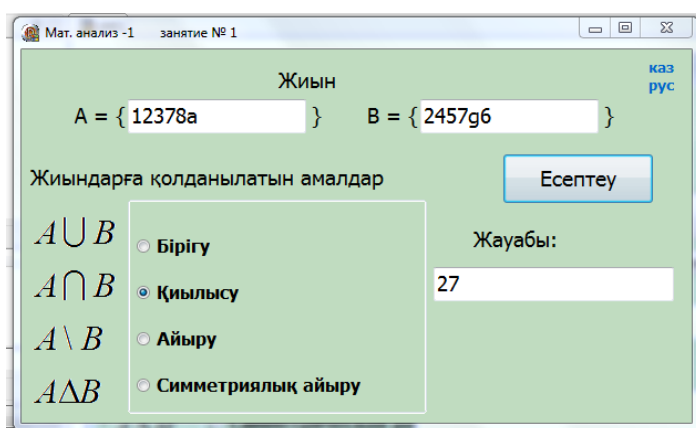 Мат. анализ -1 занятие № 1
каз
рус
Жиын
A = { 12378a } B = { 2457g6 }
Жиындарға қолданылатын амалдар
Есептеу
A∪B
Бірігу
Жауабы:
A∩B
Қиылысу
27
A\B
Айыру
A∆B
Симметриялық айыру